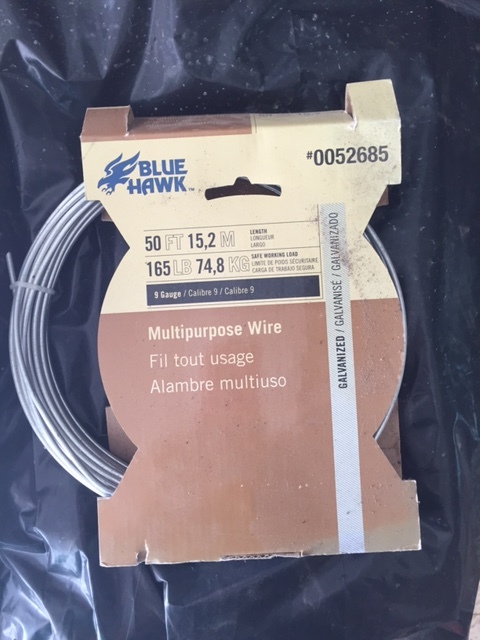 BLUE
HAWK™
#0052685
50 FT 15,2 M
LENGTH
LONGUEUR
LARGO
165 LB 74,8 KG
SAFE WORKING LOAD
LIMITE DE POIDS SÉCURITAIRE
CARGA DE TRABAJO SEGURA
9 Gauge / Calibre 9 / Calibre 9
GALVANIZED / GALVANISÉ / GALVANIZADO
Multipurpose Wire
Fil tout usage
Alambre multiuso